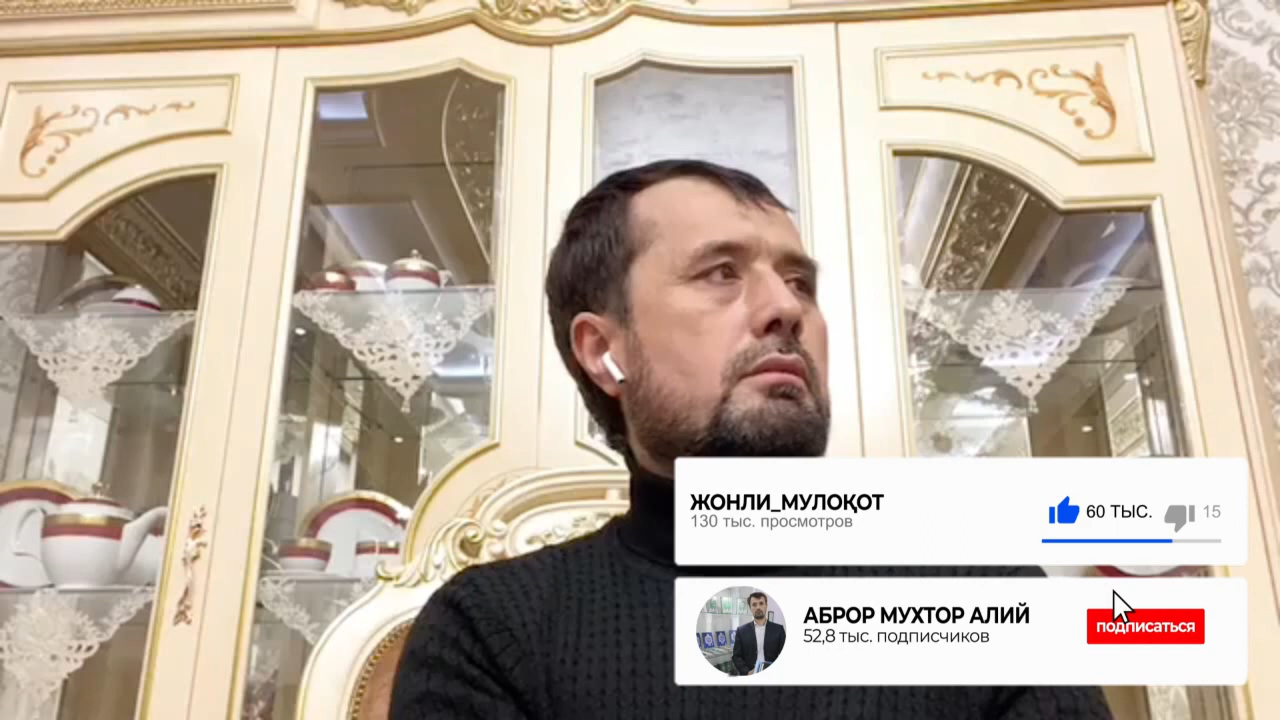 ЖОНЛИ_МУЛОҚОТ
130 тыс. просмотров
60 ТЫС.
15
АБРОР МУХТОР АЛИЙ
52,8 тыс. подписчиков
подписаться